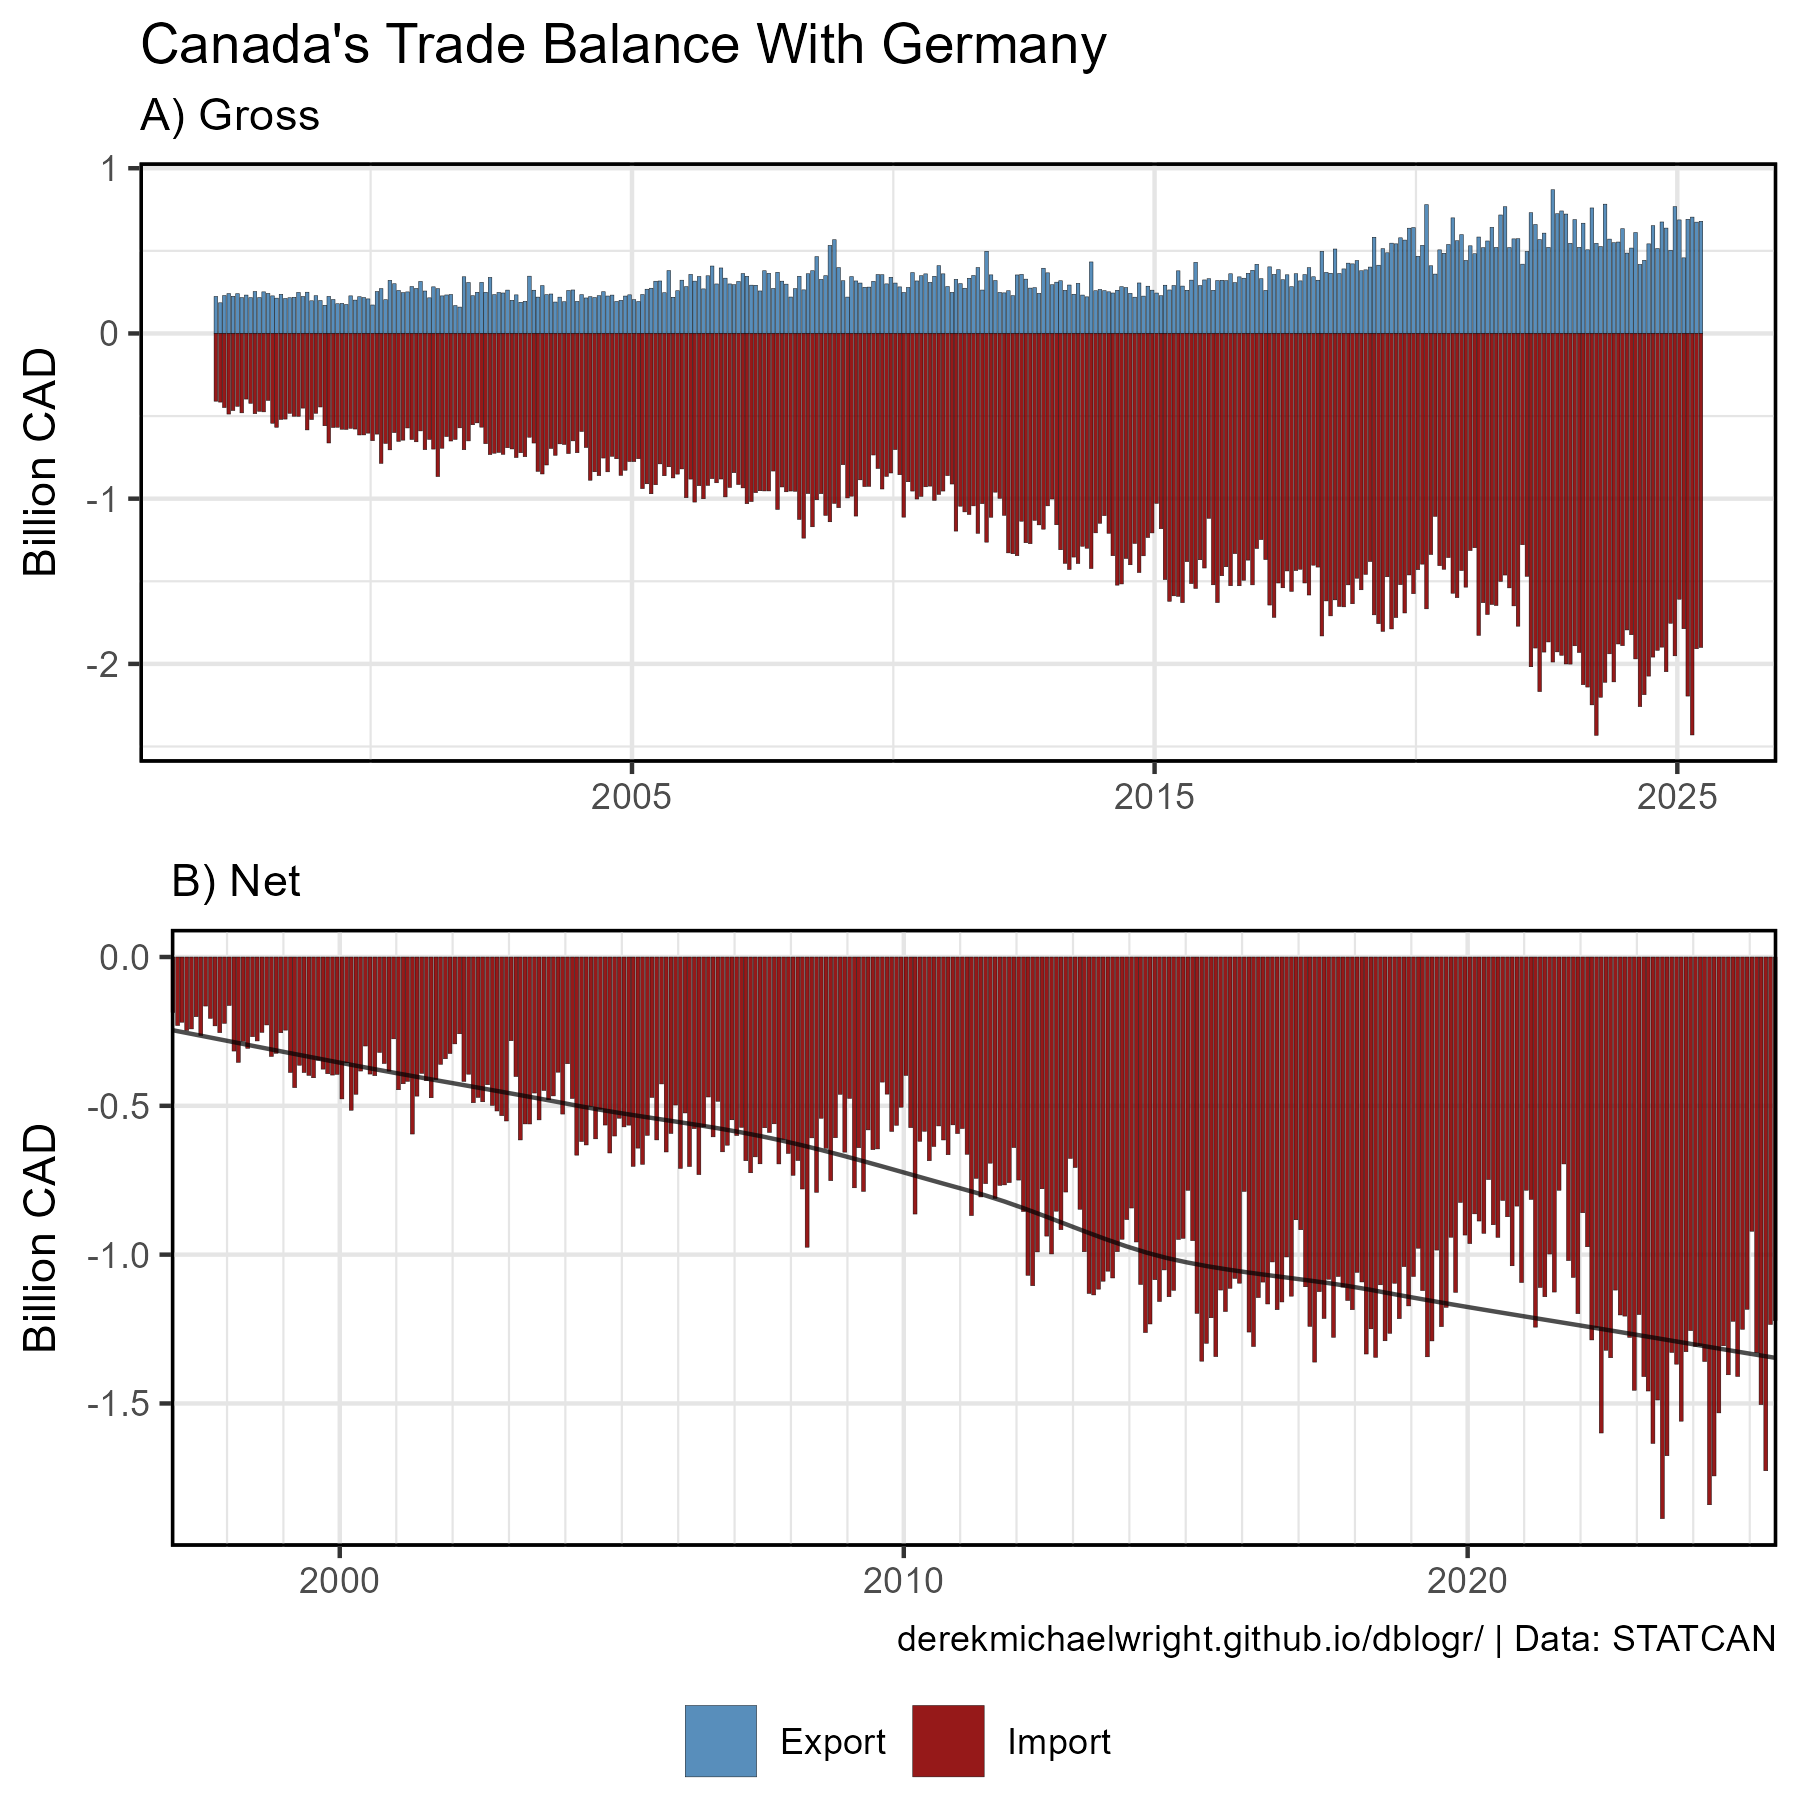 Canada's Trade Balance With Germany
A) Gross
Billion CAD
1
0
-1
-2
2005 2015 2025
B) Net
Billion CAD
0.0
-0.5
-1.0
-1.5
2000 2010 2020
derekmichaelwright.github.io/dblogr/ | Data: STATCAN
Export Import